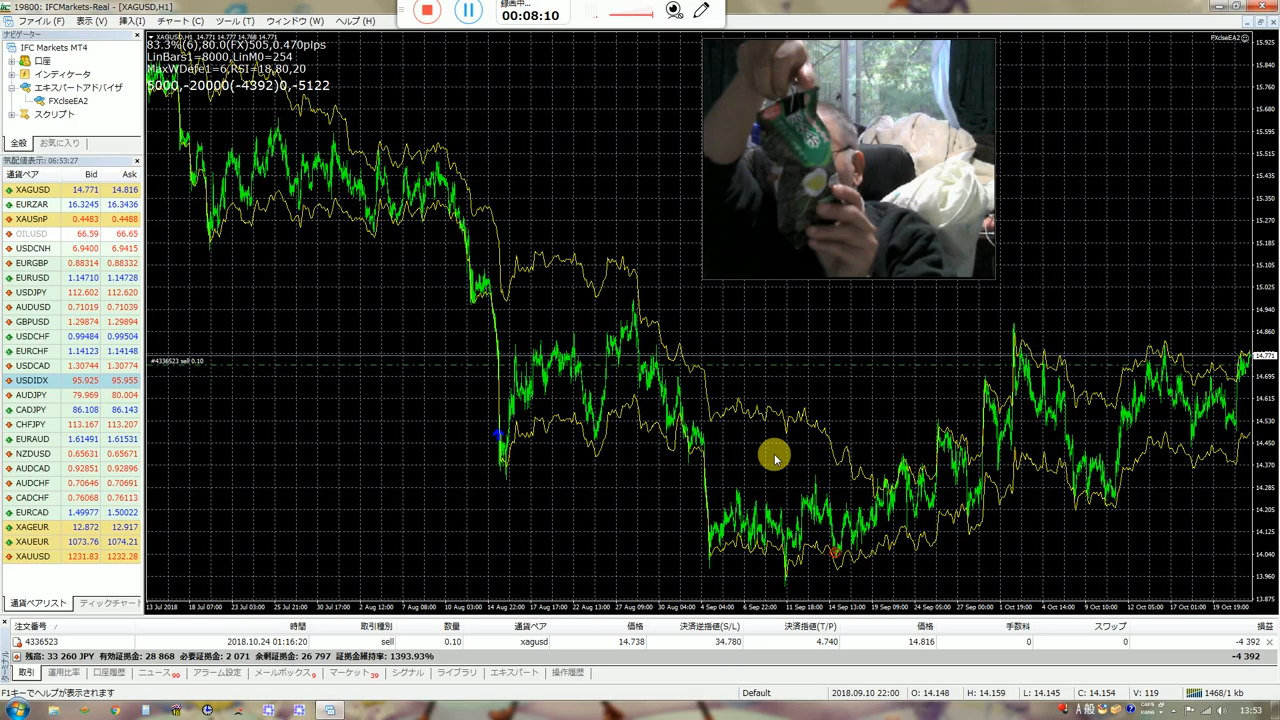 19800: IFCMarkets-Real - [XAGUSD,H1]
録画中...
00:08:10
ファイル (F) 表示 (V) 挿入(I) チャート (C) ツール (T) ウィンドウ (W) ヘルプ (H)
ナビゲーター
IFC Markets MT4
口座
インディケータ
エキスパートアドバイザ
FXclseEA2
スクリプト
全般 お気に入り
気配値表示: 06:53:27
通貨ペア Bid Ask
XAGUSD 14.771 14.816
EURZAR 16.3245 16.3436
XAUSnP 0.4483 0.4488
OILUSD 66.59 66.65
USDCNH 6.9400 6.9415
EURGBP 0.88314 0.88332
EURUSD 1.14710 1.14728
USDJPY 112.602 112.620
AUDUSD 0.71019 0.71039
GBPUSD 1.29874 1.29894
USDCHF 0.99484 0.99504
EURCHF 1.14123 1.14148
USDCAD 1.30744 1.30774
USDIDX 95.925 95.955
AUDJPY 79.969 80.004
CADJPY 86.108 86.143
CHFJPY 113.167 113.207
EURAUD 1.61491 1.61531
NZDUSD 0.65631 0.65671
AUDCAD 0.92851 0.92896
AUDCHF 0.70646 0.70691
CADCHF 0.76068 0.76113
EURCAD 1.49977 1.50022
XAGEUR 12.872 12.917
XAUEUR 1073.76 1074.21
XAUUSD 1231.83 1232.28
通貨ペアリスト ティックチャート
XAGUSD,H1 14.771 14.777 14.768 14.771
83.3%(6),80.0(FX)505,0.470pips
LinBars1=8000,LinM0=254
5000,-20000(-4392)0,-5122
FXclseEA2
#4336523 sell 0.10
15.925
15.840
15.760
15.680
15.600
15.515
15.435
15.355
15.270
15.185
15.105
15.025
14.940
14.860
14.771
14.695
14.615
14.530
14.450
14.370
14.285
14.205
14.125
14.040
13.960
13.875
13 Jul 2018 18 Jul 07:00 23 Jul 03:00 25 Jul 21:00 30 Jul 17:00 2 Aug 12:00 7 Aug 08:00 10 Aug 03:00 14 Aug 22:00 17 Aug 17:00 22 Aug 13:00 27 Aug 09:00 30 Aug 04:00 4 Sep 04:00 6 Sep 22:00 11 Sep 18:00 14 Sep 13:00 19 Sep 09:00 24 Sep 05:00 27 Sep 00:00 1 Oct 19:00 4 Oct 14:00 9 Oct 10:00 12 Oct 05:00 17 Oct 01:00 19 Oct 19:00
注文番号 時間 取引種別 数量 通貨ペア 価格 決済逆指値(S/L) 決済指値(T/P) 価格 手数料 スワップ 損益
4336523 2018.10.24 01:16:20 sell 0.10 xagusd 14.738 34.780 4.740 14.816 0 0 -4 392
残高: 33 260 JPY 有効証拠金: 28 868 必要証拠金: 2 071 余剰証拠金: 26 797 証拠金維持率: 1393.93% -4 392
取引 運用比率 口座履歴 ニュース99 アラーム設定 メールボックス9 マーケット39 シグナル ライブラリ エキスパート 操作履歴
F1キーでヘルプが表示されます Default 2018.09.10 22:00 O: 14.148 H: 14.159 L: 14.145 C: 14.154 V: 119 1468/1 kb
A 般 CAPS KANA 13:53